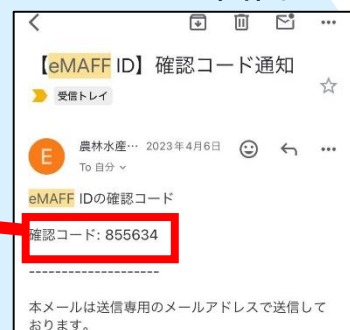 【eMAFF ID】確認コード通知
受信トレイ
E
農林水産… 2023年4月6日
To 自分
eMAFF IDの確認コード
確認コード: 855634
-------------------
本メールは送信専用のメールアドレスで送信して
おります。